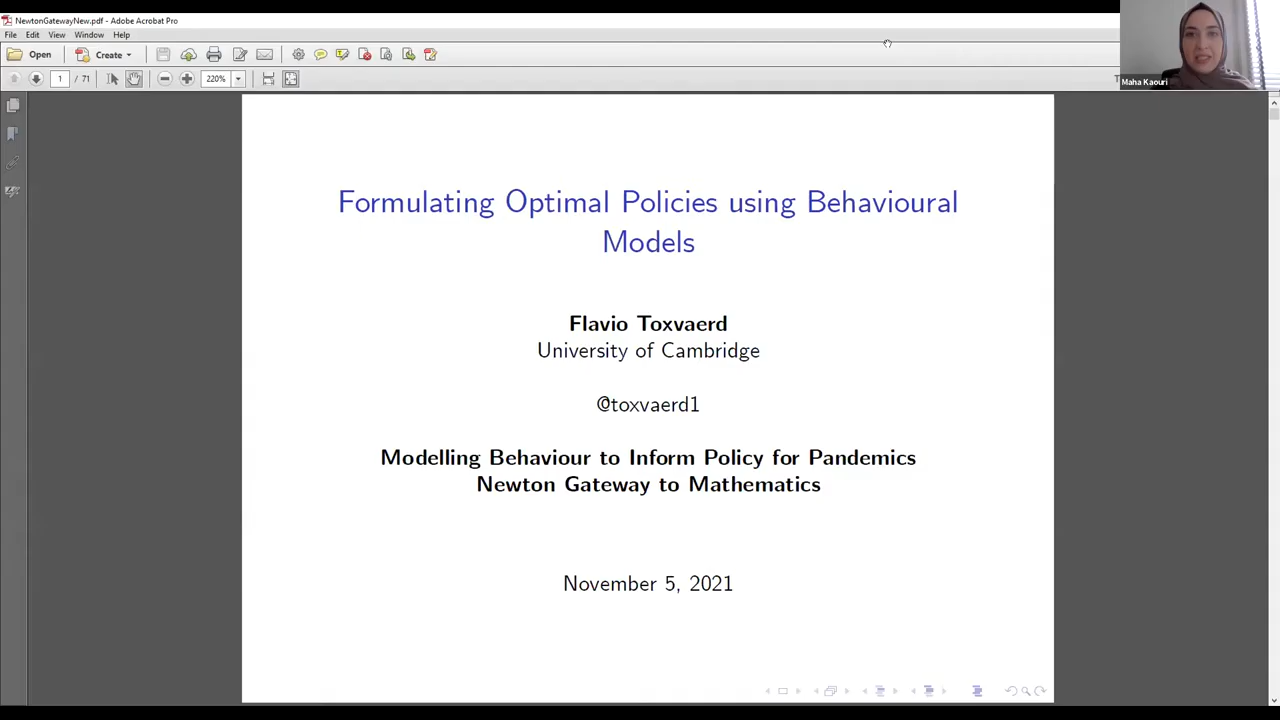 NewtonGatewayNew.pdf - Adobe Acrobat Pro
File Edit View Window Help
Open Create
1 / 71 220%
Maha Kaouri
Formulating Optimal Policies using Behavioural
Models
Flavio Toxvaerd
University of Cambridge
@toxvaerd1
Modelling Behaviour to Inform Policy for Pandemics
Newton Gateway to Mathematics
November 5, 2021